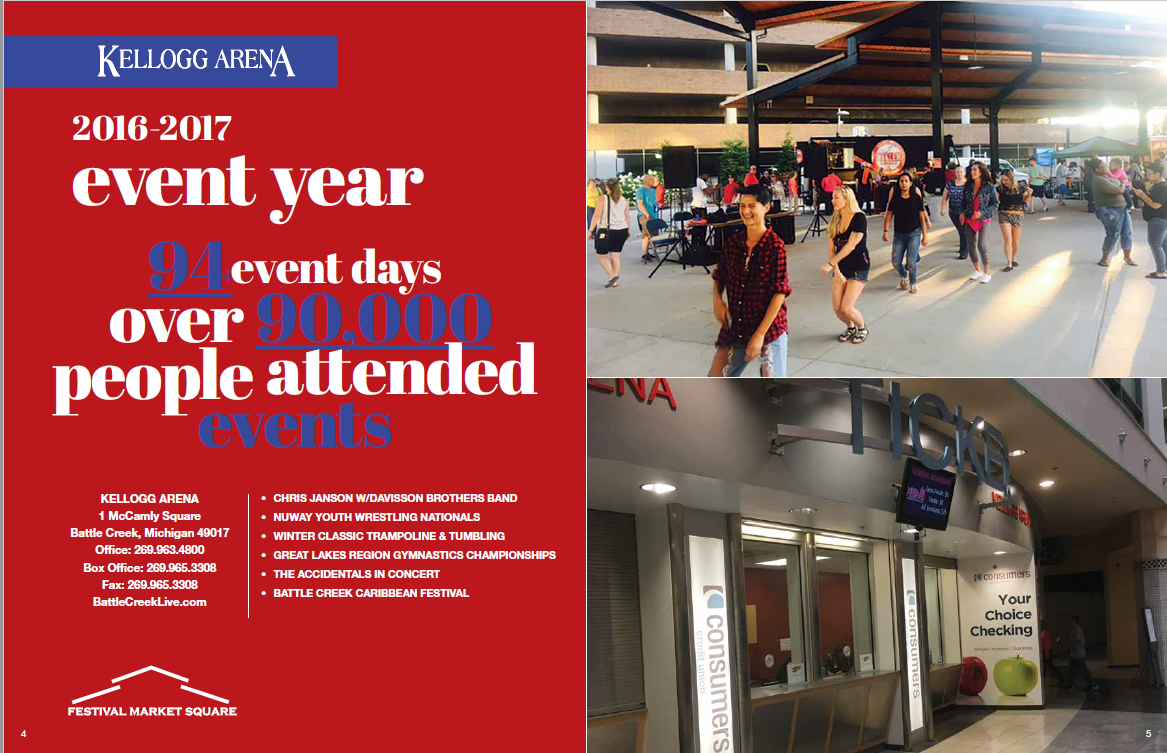 KELLOGG ARENA
2016-2017
event year
94 event days
over 90,000
people attended
events
KELLOGG ARENA
1 McCamly Square
Battle Creek, Michigan 49017
Office: 269.963.4800
Box Office: 269.965.3308
Fax: 269.965.3308
BattleCreekLive.com
• CHRIS JANSON W/DAVISSON BROTHERS BAND
• NUWAY YOUTH WRESTLING NATIONALS
• WINTER CLASSIC TRAMPOLINE & TUMBLING
• GREAT LAKES REGION GYMNASTICS CHAMPIONSHIPS
• THE ACCIDENTALS IN CONCERT
• BATTLE CREEK CARIBBEAN FESTIVAL
FESTIVAL MARKET SQUARE
4
ENA
TICKE
consumers
credit union
consumers
consumers
Your
Choice
Checking
5